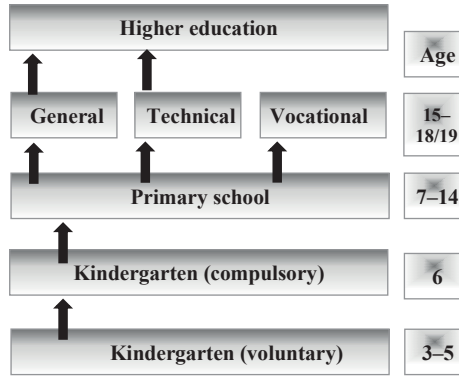 Higher education
Age
General
Technical
Vocational
15–
18/19
Primary school
7–14
Kindergarten (compulsory)
6
Kindergarten (voluntary)
3–5